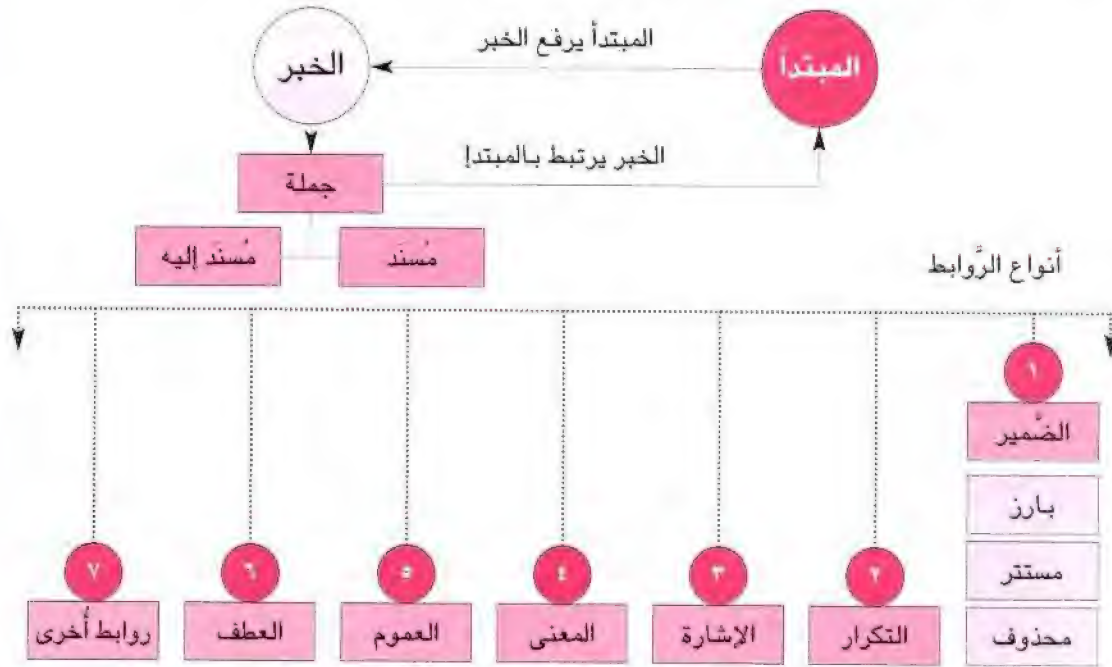 المبتدأ
المبتدأ يرفع الخبر
الخبر
الخبر يرتبط بالمبتدإ
جملة
مُسنَد
مُسنَد إليه
أنواع الرَّوابط
١
الضَّمير
بارز
مستتر
محذوف
٢
التكرار
٣
الإشارة
٤
المعنى
٥
العموم
٦
العطف
٧
روابط أُخرى